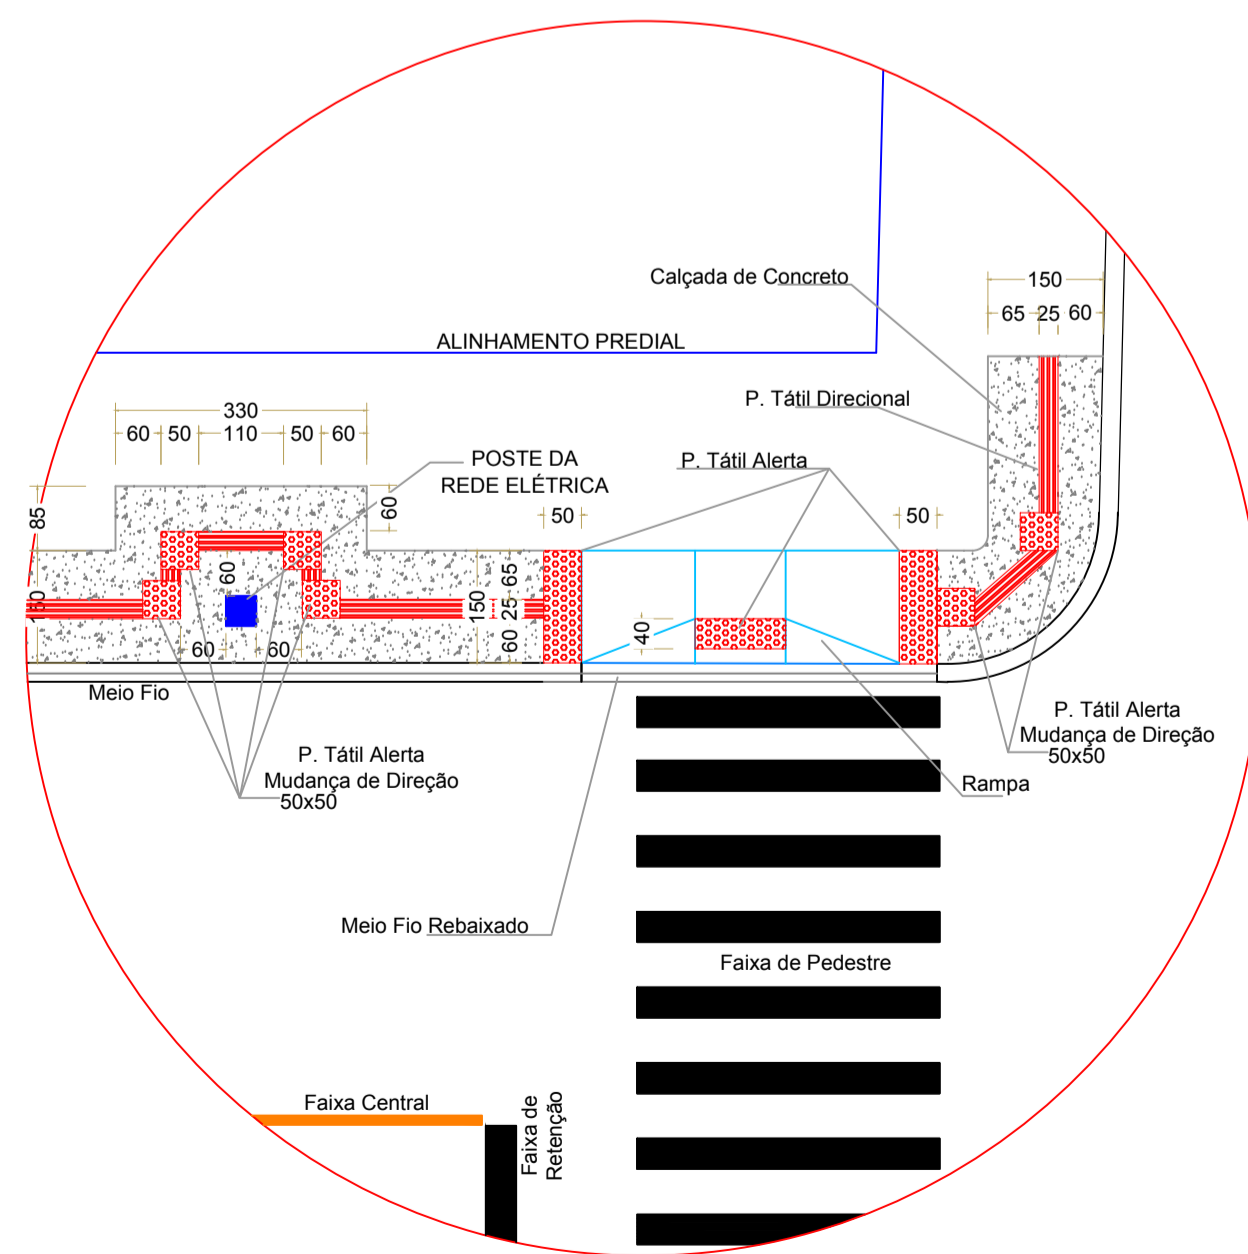 Calçada de Concreto
150
65 25 60
ALINHAMENTO PREDIAL
P. Tátil Direcional
330
60 50 110 50 60
POSTE DA
REDE ELÉTRICA
P. Tátil Alerta
85
60
50
50
60
150
150
65
25
60
40
60
60
Meio Fio
P. Tátil Alerta
Mudança de Direção
50x50
P. Tátil Alerta
Mudança de Direção
50x50
Rampa
Meio Fio Rebaixado
Faixa de Pedestre
Faixa Central
Faixa de
Retenção